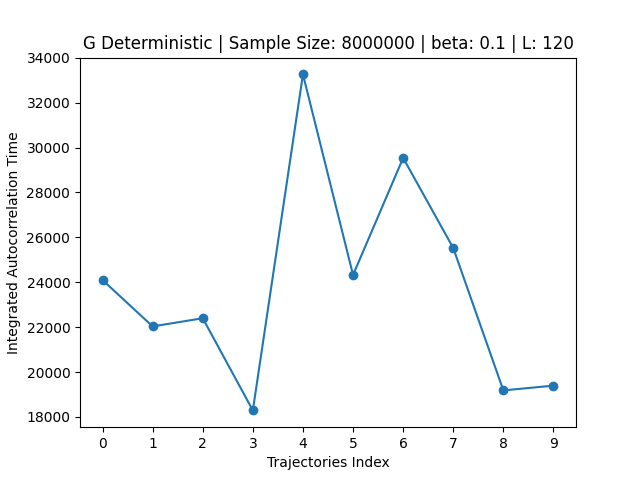 G Deterministic | Sample Size: 8000000 | beta: 0.1 | L: 120
Integrated Autocorrelation Time
34000
32000
30000
28000
26000
24000
22000
20000
18000
0 1 2 3 4 5 6 7 8 9
Trajectories Index